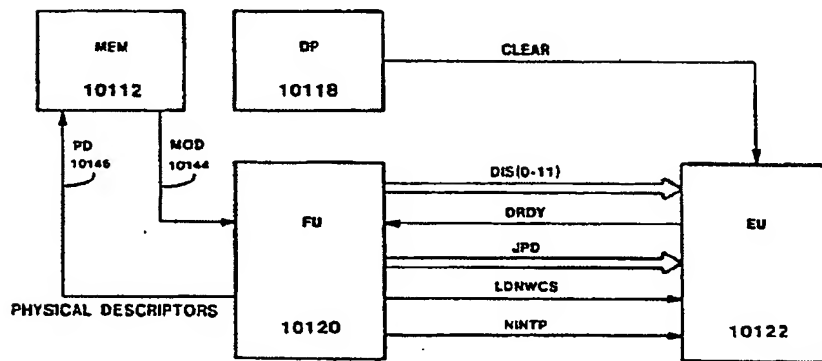 MEM
10112
DP
10118
CLEAR
PD
10146
MOD
10144
DIS(0-11)
DRDY
FU
JPD
EU
LDNWCS
PHYSICAL DESCRIPTORS
10120
NINTP
10122